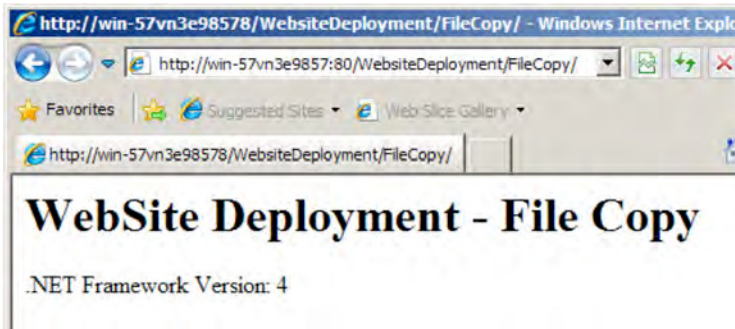 http://win-57vn3e98578/WebsiteDeployment/FileCopy/ - Windows Internet Explo
http://win-57vn3e9857:80/WebsiteDeployment/FileCopy/
Favorites Suggested Sites Web Slice Gallery
http://win-57vn3e98578/WebsiteDeployment/FileCopy/
WebSite Deployment - File Copy
.NET Framework Version: 4